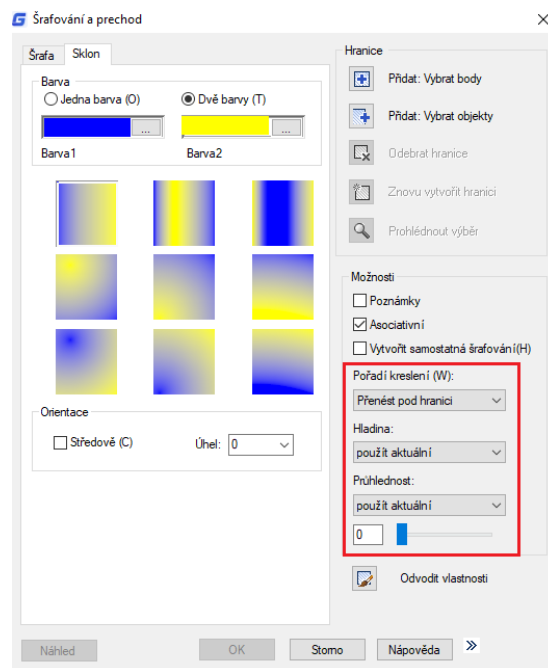 Šrafování a prechod
Šrafa
Sklon
Barva
Jedna barva (O)
Dvě barvy (T)
...
...
Barva1
Barva2
Orientace
Středově (C)
Úhel:
0
Hranice
Přidat: Vybrat body
Přidat: Vybrat objekty
Odebrat hranice
Znovu vytvořit hranici
Prohlédnout výběr
Možnosti
Poznámky
Asociativní
Vytvořit samostatná šrafování(H)
Pořadí kreslení (W):
Přenést pod hranici
Hladina:
použít aktuální
Průhlednost:
použít aktuální
0
Odvodit vlastnosti
Náhled
OK
Storno
Nápověda